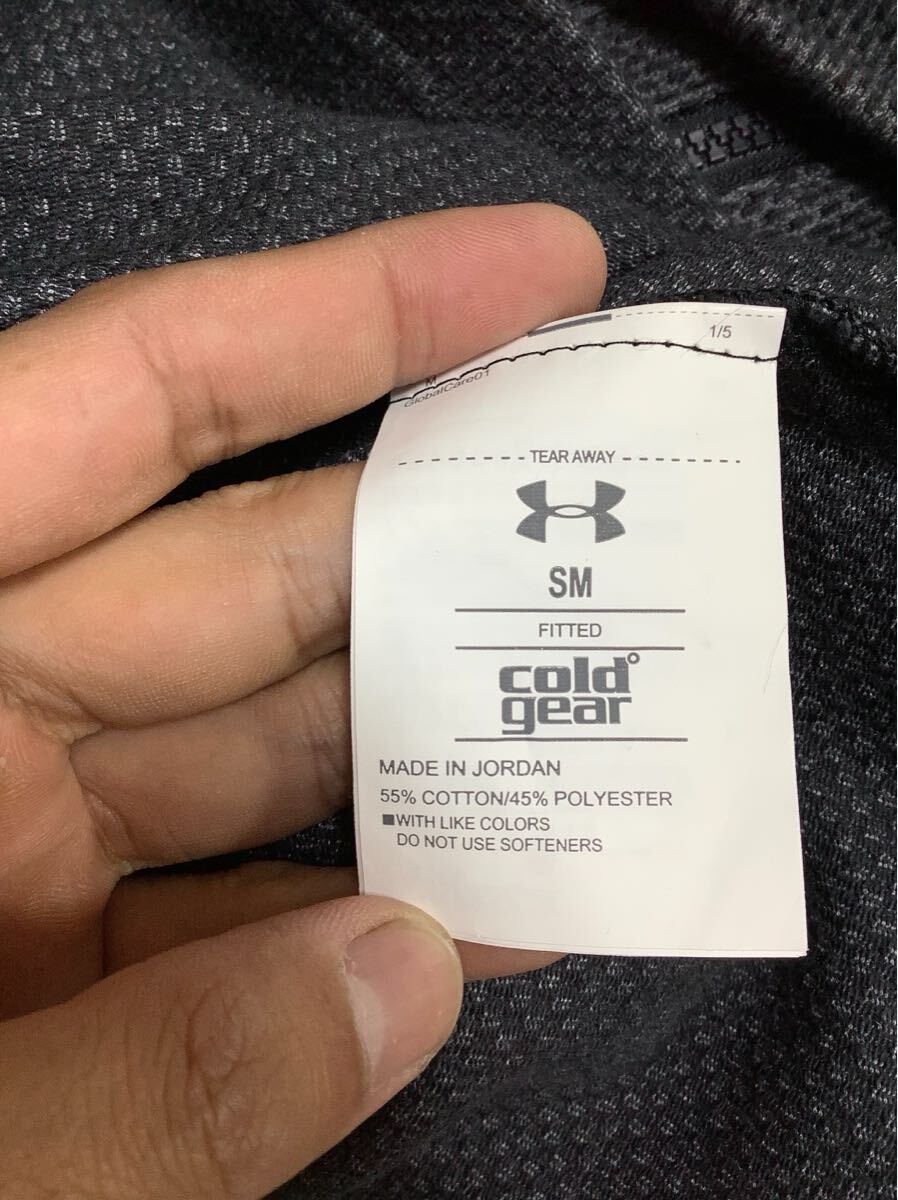 1/5
M
GlobalCare01
TEAR AWAY
SM
FITTED
cold°
gear
MADE IN JORDAN
55% COTTON/45% POLYESTER
■WITH LIKE COLORS
DO NOT USE SOFTENERS